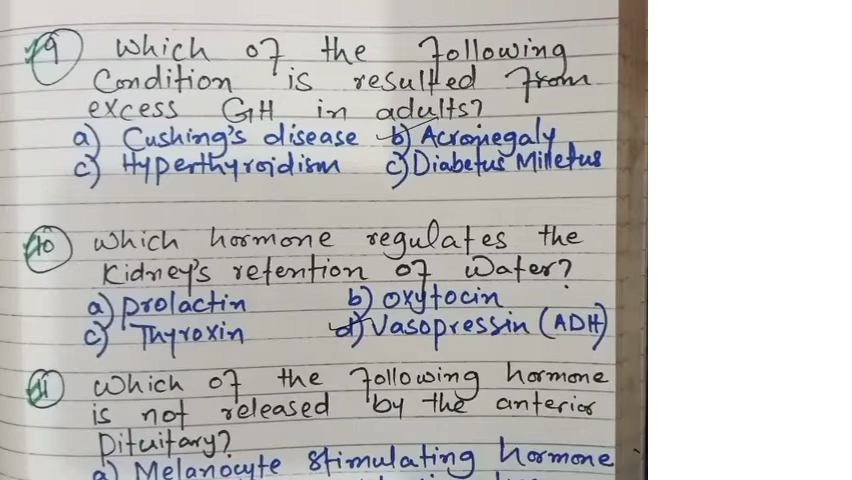 9 Which of the following
Condition is resulted from
excess GH in adults?
a) Cushing's disease b) Acromegaly
c) Hyperthyroidism c) Diabetus Milletus
10 Which hormone regulates the
Kidney's retention of Water?
a) Prolactin b) Oxytocin
c) Thyroxin d) Vasopressin (ADH)
11 Which of the following hormone
is not released by the anterior
Pituitary?
a) Melanocyte stimulating hormone